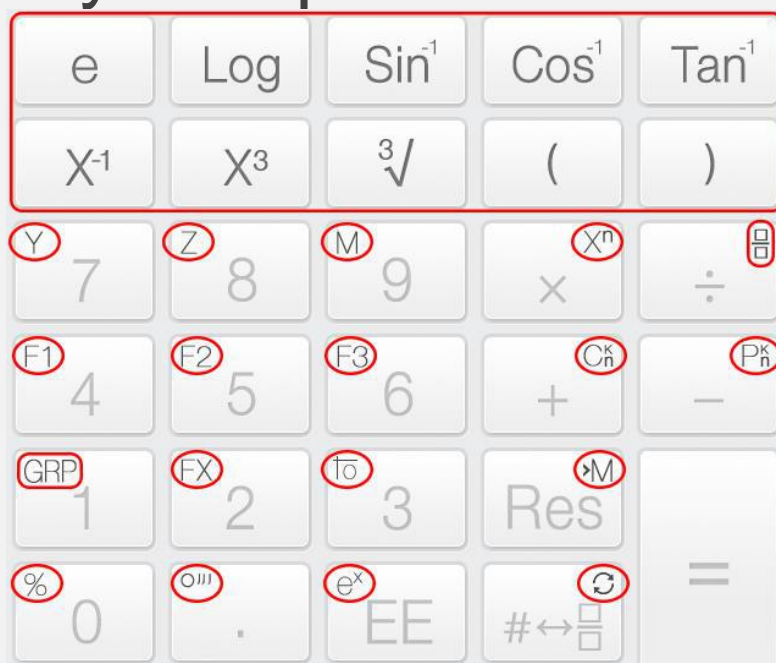 e Log Sin⁻¹ Cos⁻¹ Tan⁻¹
X⁻¹ X³ ³√ ( )
Y 7 Z 8 M 9 × Xⁿ ÷
F1 4 F2 5 F3 6 + Cᴷₙ − Pᴷₙ
GRP 1 FX 2 3 Res >M
% 0 . eˣ EE #↔ =